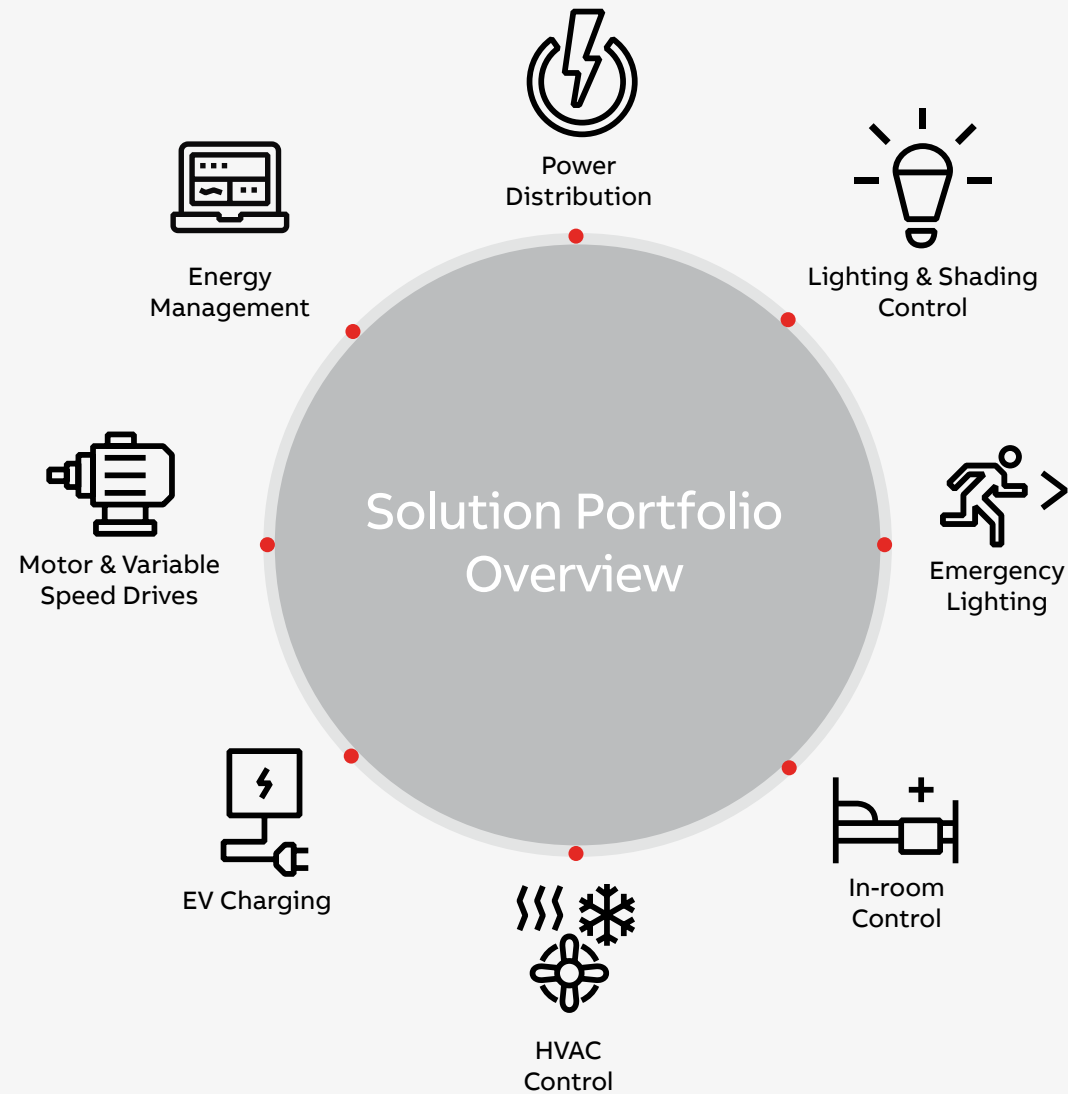 Power
Distribution
Lighting & Shading
Control
Emergency
Lighting
In-room
Control
HVAC
Control
EV Charging
Motor & Variable
Speed Drives
Energy
Management
Solution Portfolio
Overview